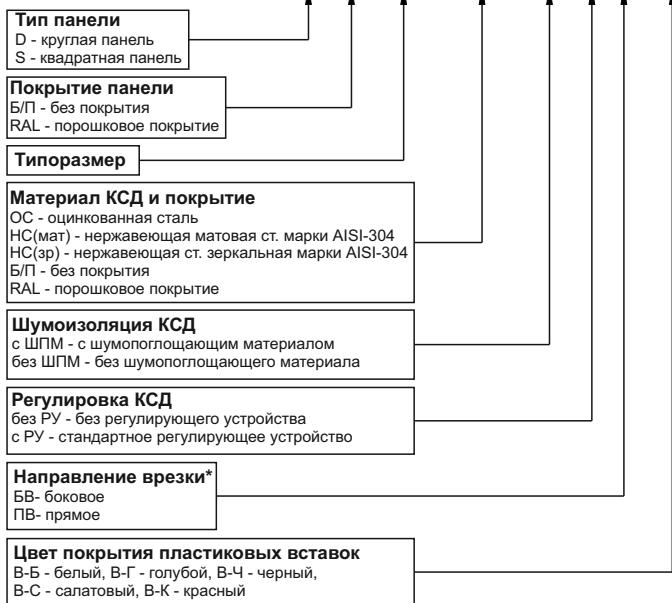 Тип панели
D - круглая панель
S - квадратная панель
Покрытие панели
Б/П - без покрытия
RAL - порошковое покрытие
Типоразмер
Материал КСД и покрытие
ОС - оцинкованная сталь
НС(мат) - нержавеющая матовая ст. марки AISI-304
НС(зр) - нержавеющая ст. зеркальная марки AISI-304
Б/П - без покрытия
RAL - порошковое покрытие
Шумоизоляция КСД
с ШПМ - с шумопоглощающим материалом
без ШПМ - без шумопоглощающего материала
Регулировка КСД
без РУ - без регулирующего устройства
с РУ - стандартное регулирующее устройство
Направление врезки*
БВ- боковое
ПВ- прямое
Цвет покрытия пластиковых вставок
В-Б - белый, В-Г - голубой, В-Ч - черный,
В-С - салатовый, В-К - красный